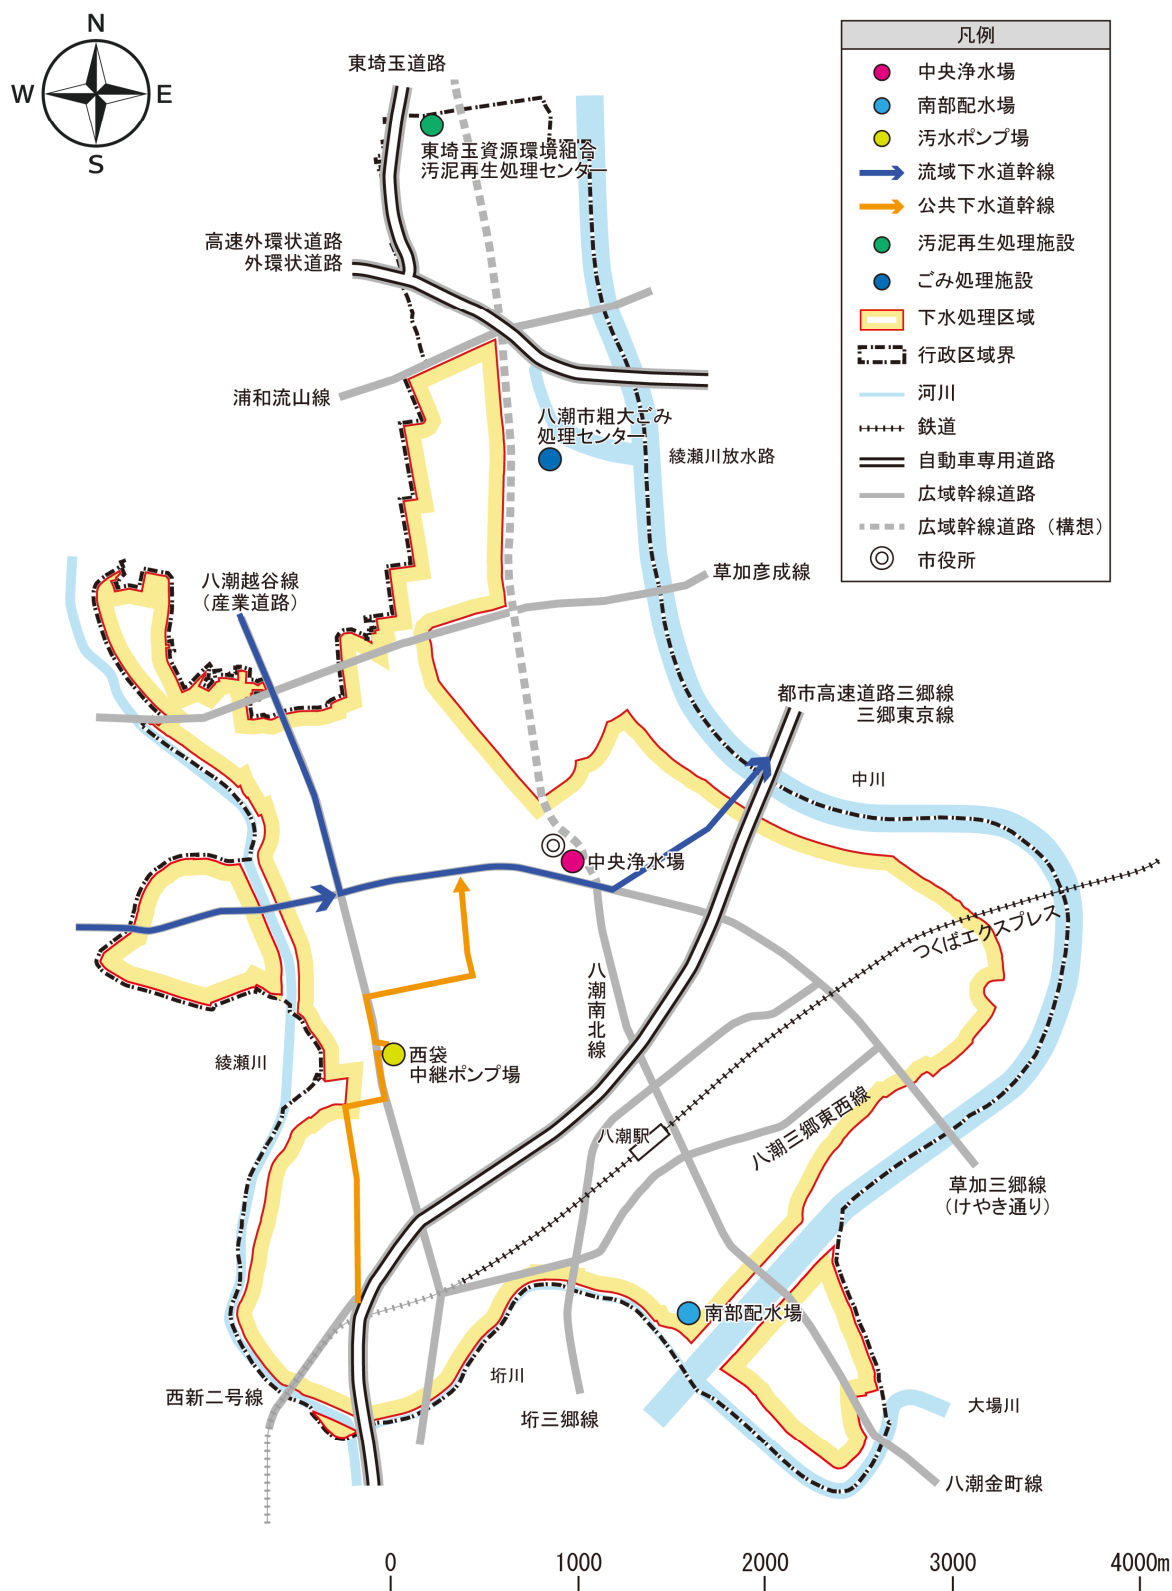 N
W
E
S
凡例
中央浄水場
南部配水場
汚水ポンプ場
流域下水道幹線
公共下水道幹線
汚泥再生処理施設
ごみ処理施設
下水処理区域
行政区域界
河川
鉄道
自動車専用道路
広域幹線道路
広域幹線道路（構想）
市役所
東埼玉道路
東埼玉資源環境組合
汚泥再生処理センター
高速外環状道路
外環状道路
浦和流山線
八潮市粗大ごみ
処理センター
綾瀬川放水路
草加彦成線
八潮越谷線
（産業道路）
都市高速道路三郷線
三郷東京線
中川
中央浄水場
つくばエクスプレス
八潮南北線
綾瀬川
西袋
中継ポンプ場
八潮駅
八潮三郷東西線
草加三郷線
（けやき通り）
南部配水場
垳川
西新二号線
垳三郷線
大場川
八潮金町線
0
1000
2000
3000
4000m